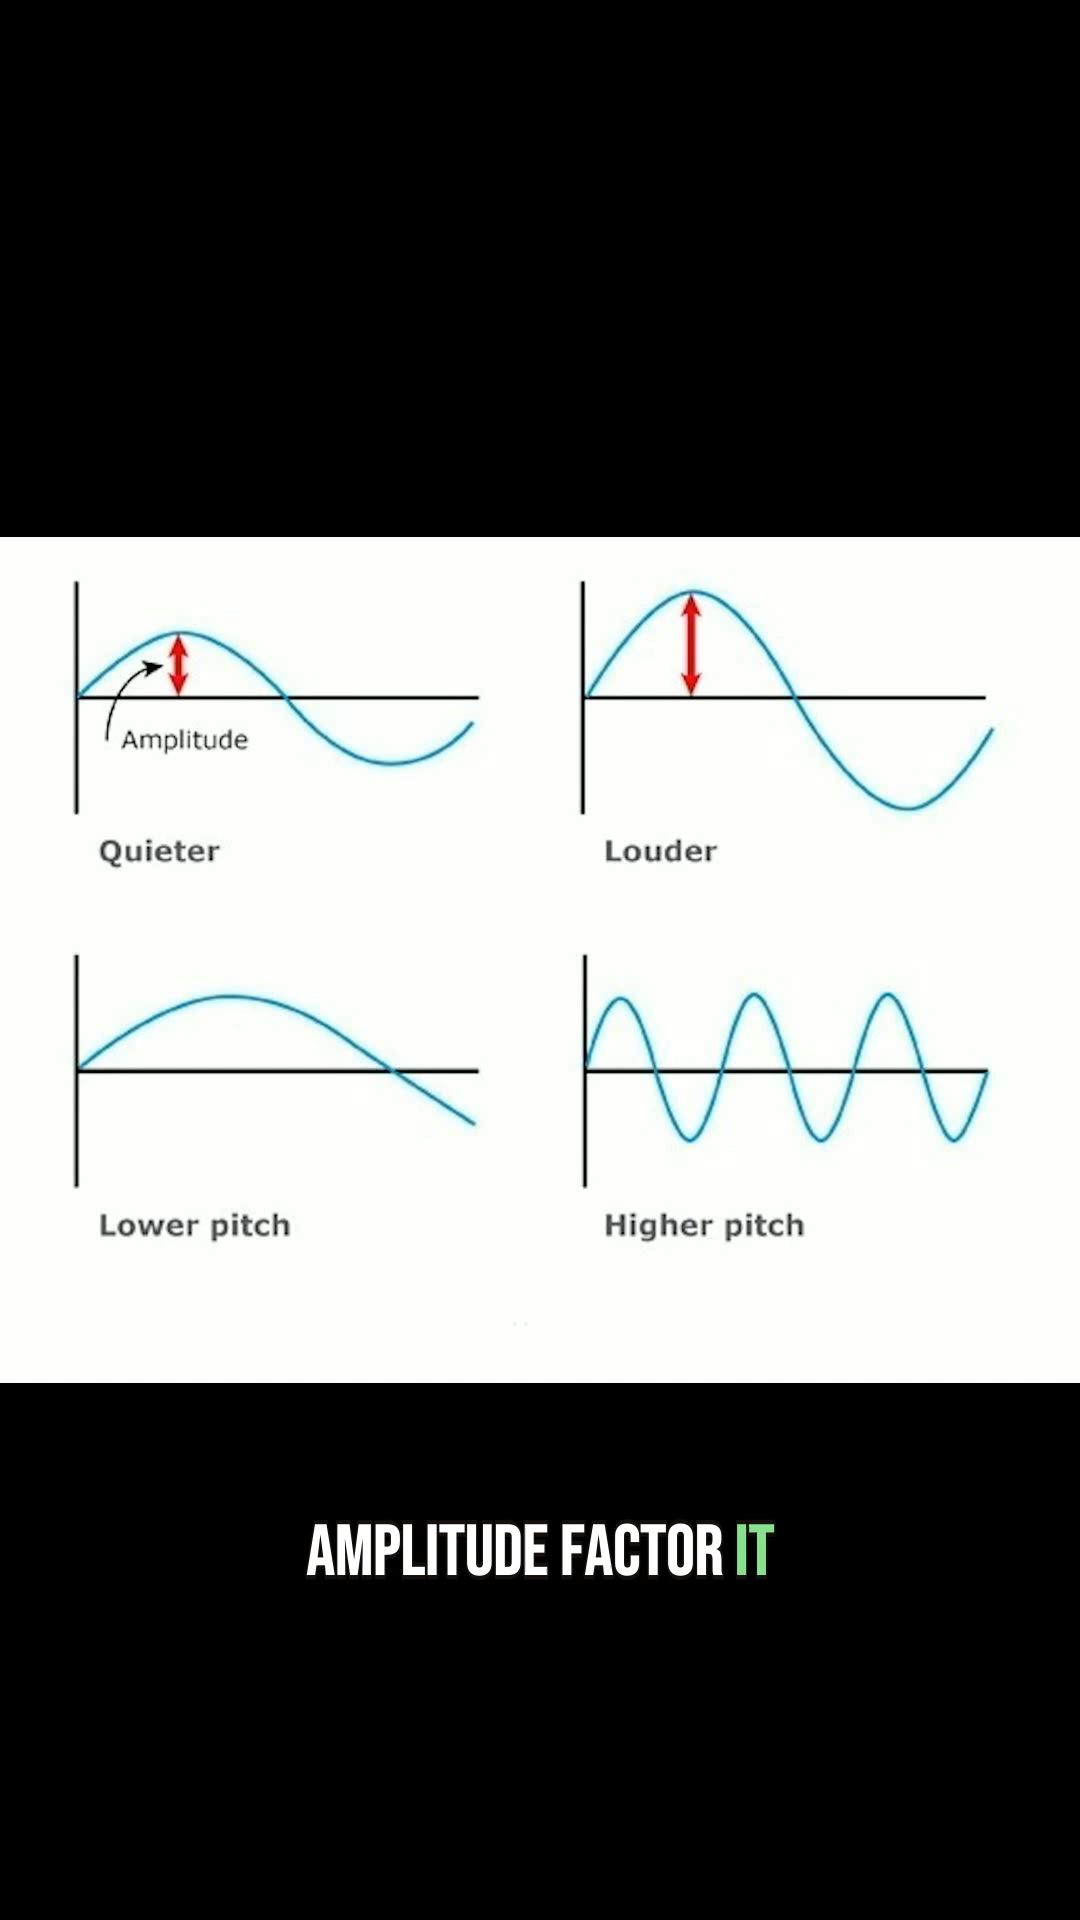 Amplitude
Quieter
Louder
Lower pitch
Higher pitch
AMPLITUDE FACTOR IT